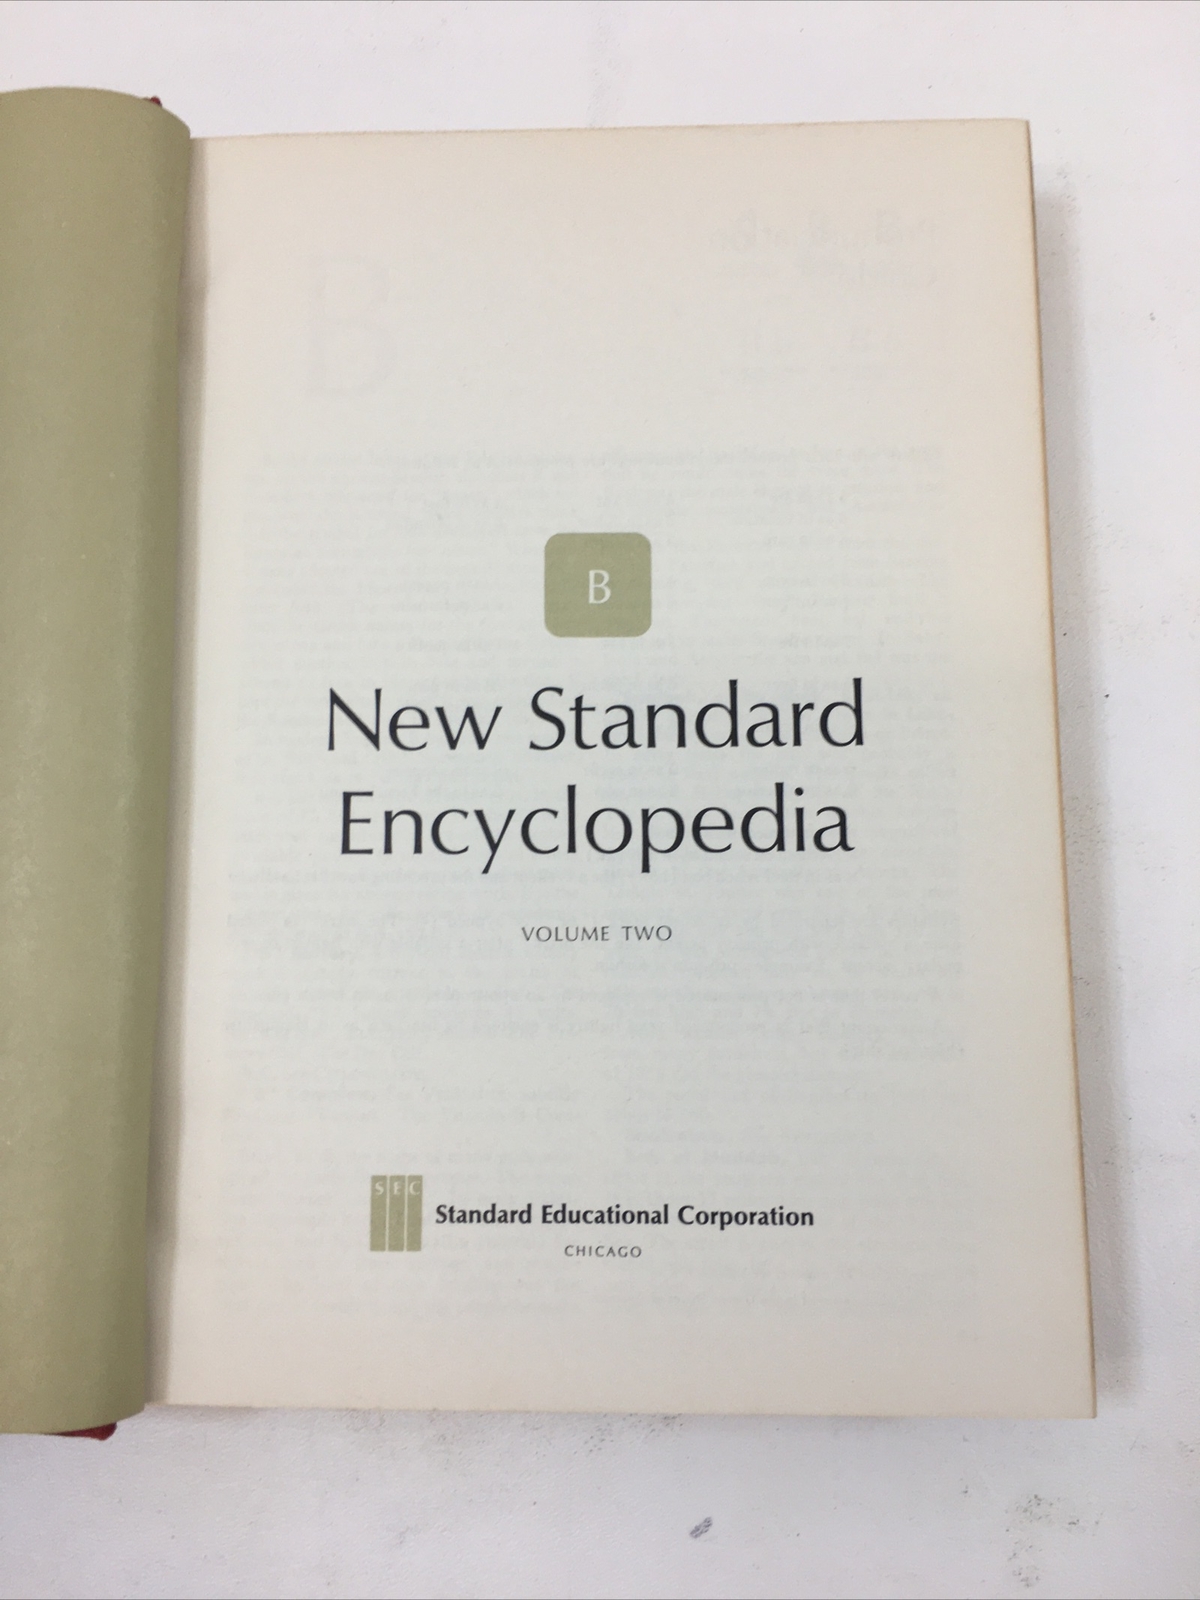 B
New Standard
Encyclopedia
VOLUME TWO
SEC
Standard Educational Corporation
CHICAGO